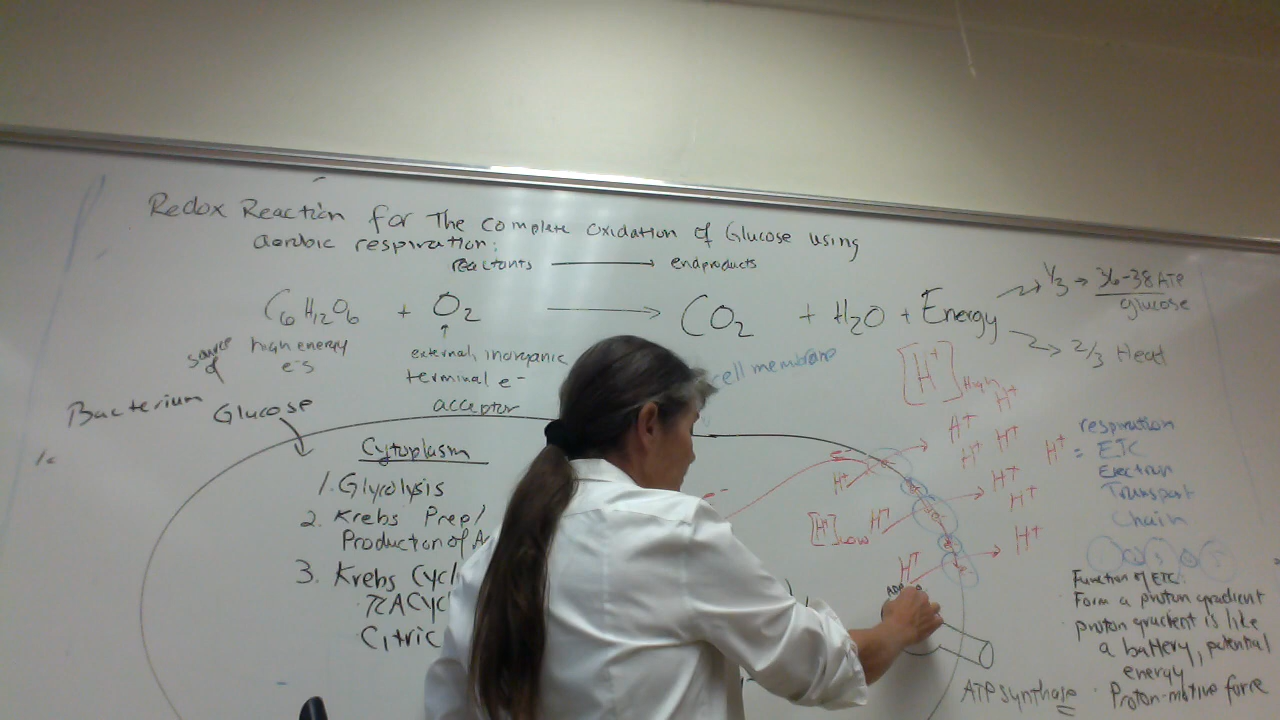 Redox Reaction for The complete oxidation of Glucose using
aerobic respiration:
reactants → endproducts
C6H12O6 + O2 → CO2 + H2O + Energy
→ 1/3 → 36-38 ATP
glucose
→ 2/3 Heat
source of high energy e-s
↑
external, inorganic
terminal e-
acceptor
cell membrane
Bacterium
Glucose
Cytoplasm
1. Glycolysis
2. Krebs Prep/
Production of A
3. Krebs Cycl
TCA Cyc
Citric
[H+] High
H+
H+
H+ H+
H+
H+
H+
H+
e-
e-
H+
[H+] Low
H+
H+
respiration
= ETC
Electron
Transport
Chain
Function of ETC:
Form a proton gradient
proton gradient is like
a battery, potential
energy
Proton-motive force
ATP synthase